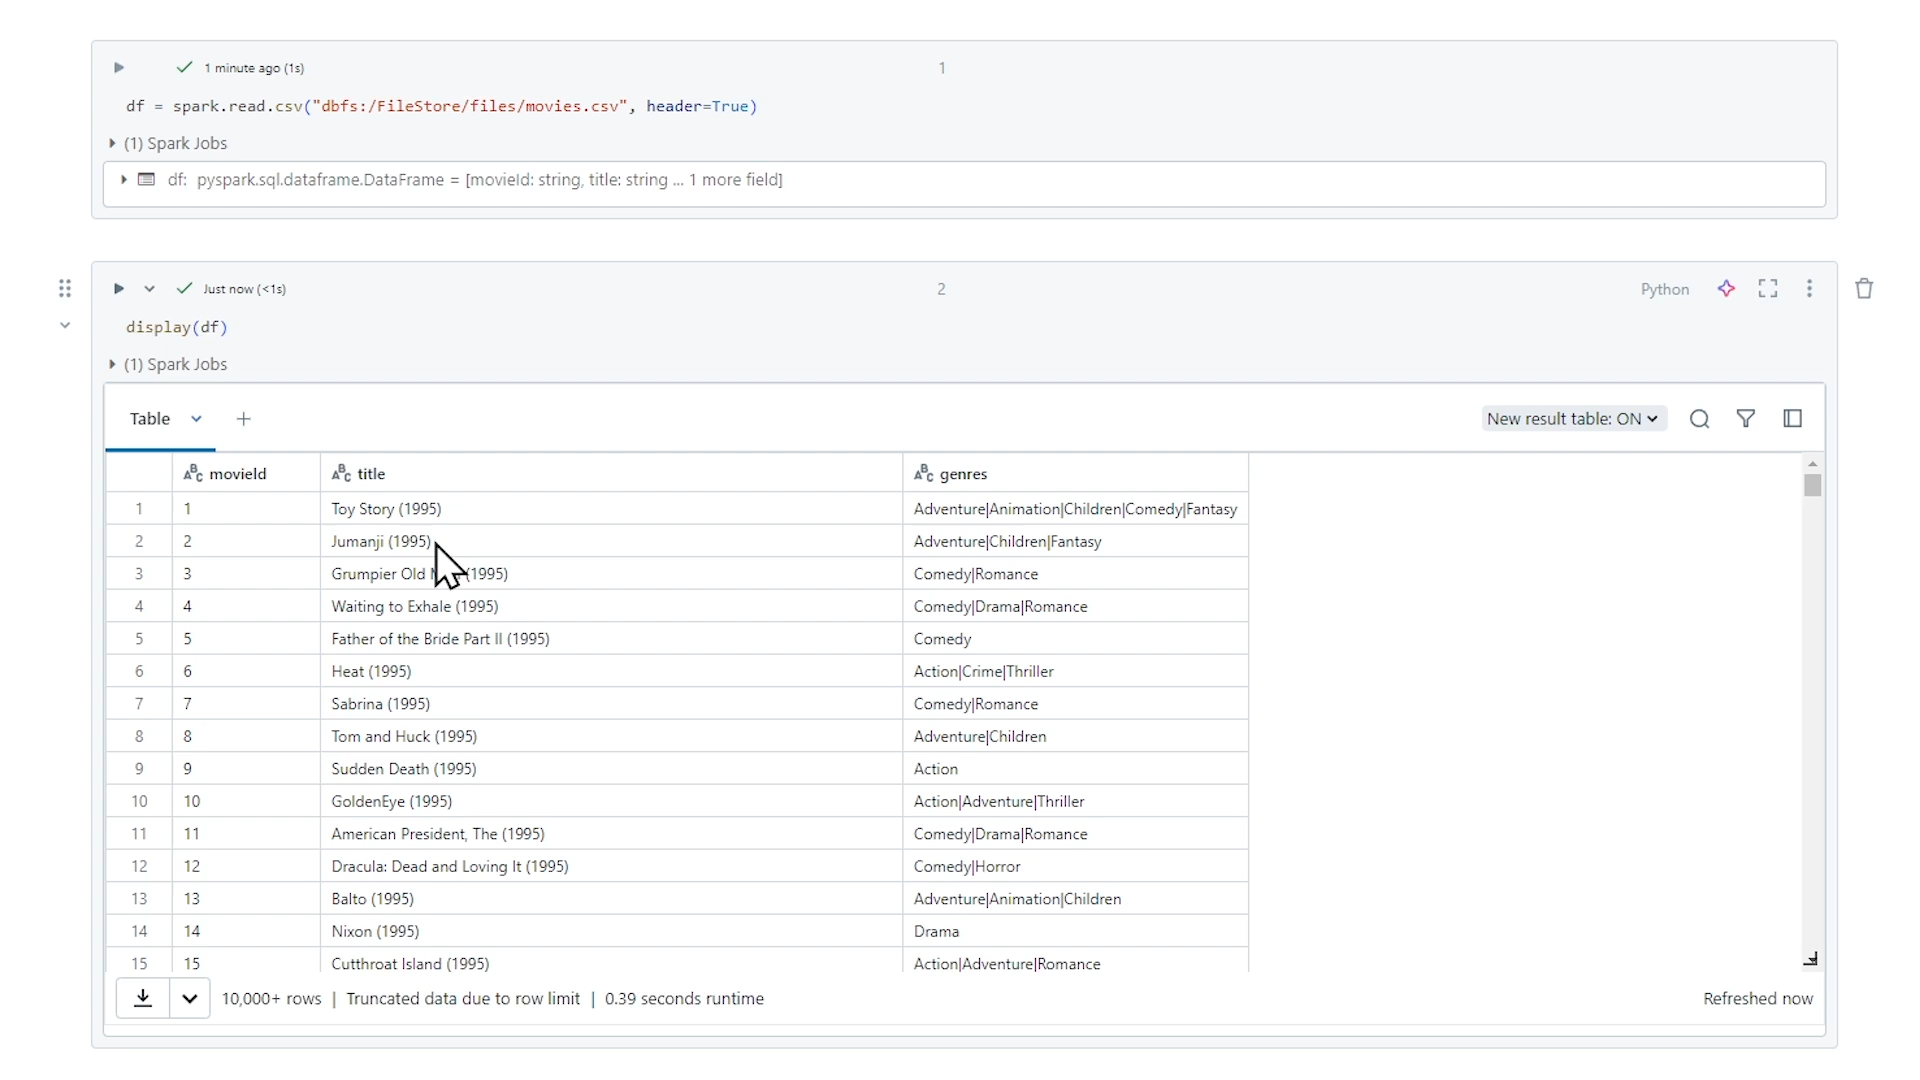 1 minute ago (1s)
1
df = spark.read.csv("dbfs:/FileStore/files/movies.csv", header=True)
(1) Spark Jobs
df: pyspark.sql.dataframe.DataFrame = [movieId: string, title: string ... 1 more field]
Just now (<1s)
2
Python
display(df)
(1) Spark Jobs
Table
New result table: ON
movieId title genres
1 1 Toy Story (1995) Adventure|Animation|Children|Comedy|Fantasy
2 2 Jumanji (1995) Adventure|Children|Fantasy
3 3 Grumpier Old (1995) Comedy|Romance
4 4 Waiting to Exhale (1995) Comedy|Drama|Romance
5 5 Father of the Bride Part II (1995) Comedy
6 6 Heat (1995) Action|Crime|Thriller
7 7 Sabrina (1995) Comedy|Romance
8 8 Tom and Huck (1995) Adventure|Children
9 9 Sudden Death (1995) Action
10 10 GoldenEye (1995) Action|Adventure|Thriller
11 11 American President, The (1995) Comedy|Drama|Romance
12 12 Dracula: Dead and Loving It (1995) Comedy|Horror
13 13 Balto (1995) Adventure|Animation|Children
14 14 Nixon (1995) Drama
15 15 Cutthroat Island (1995) Action|Adventure|Romance
10,000+ rows | Truncated data due to row limit | 0.39 seconds runtime
Refreshed now